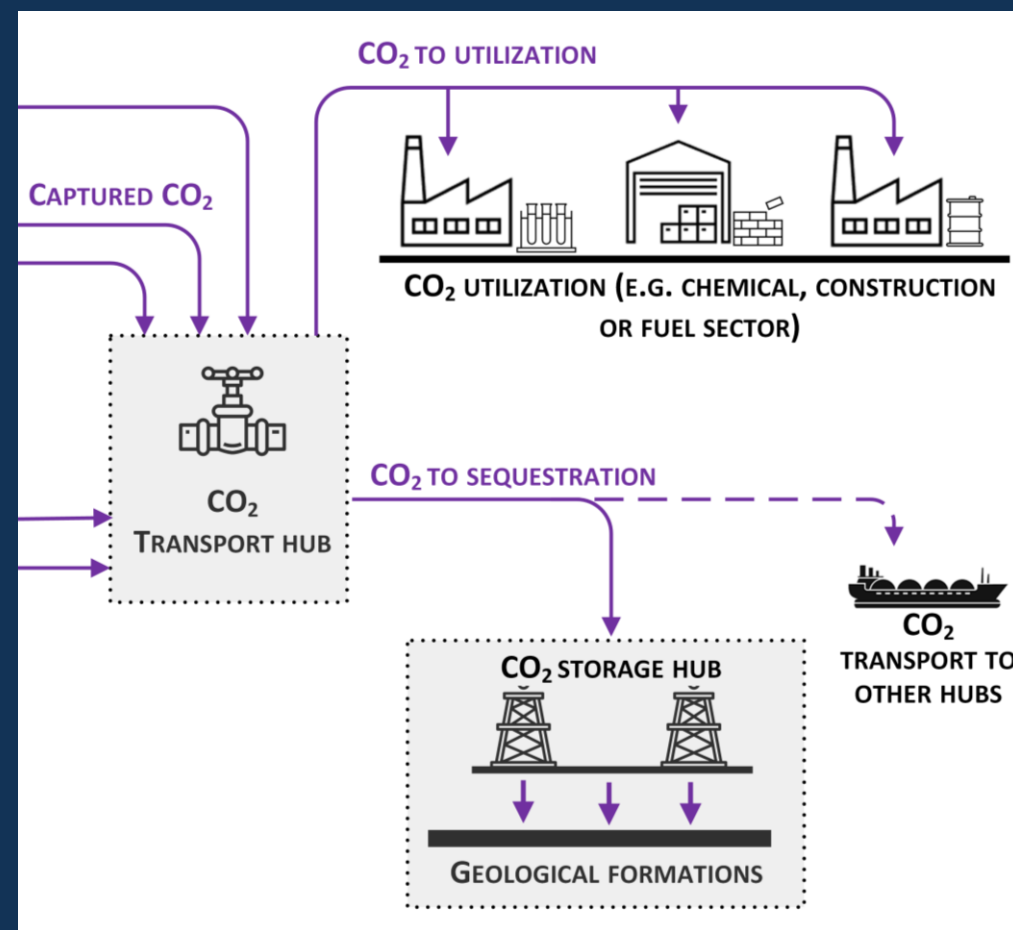 CO₂ TO UTILIZATION
CAPTURED CO₂
CO₂ UTILIZATION (E.G. CHEMICAL, CONSTRUCTION
OR FUEL SECTOR)
CO₂
TRANSPORT HUB
CO₂ TO SEQUESTRATION
CO₂
TRANSPORT TO
OTHER HUBS
CO₂ STORAGE HUB
GEOLOGICAL FORMATIONS